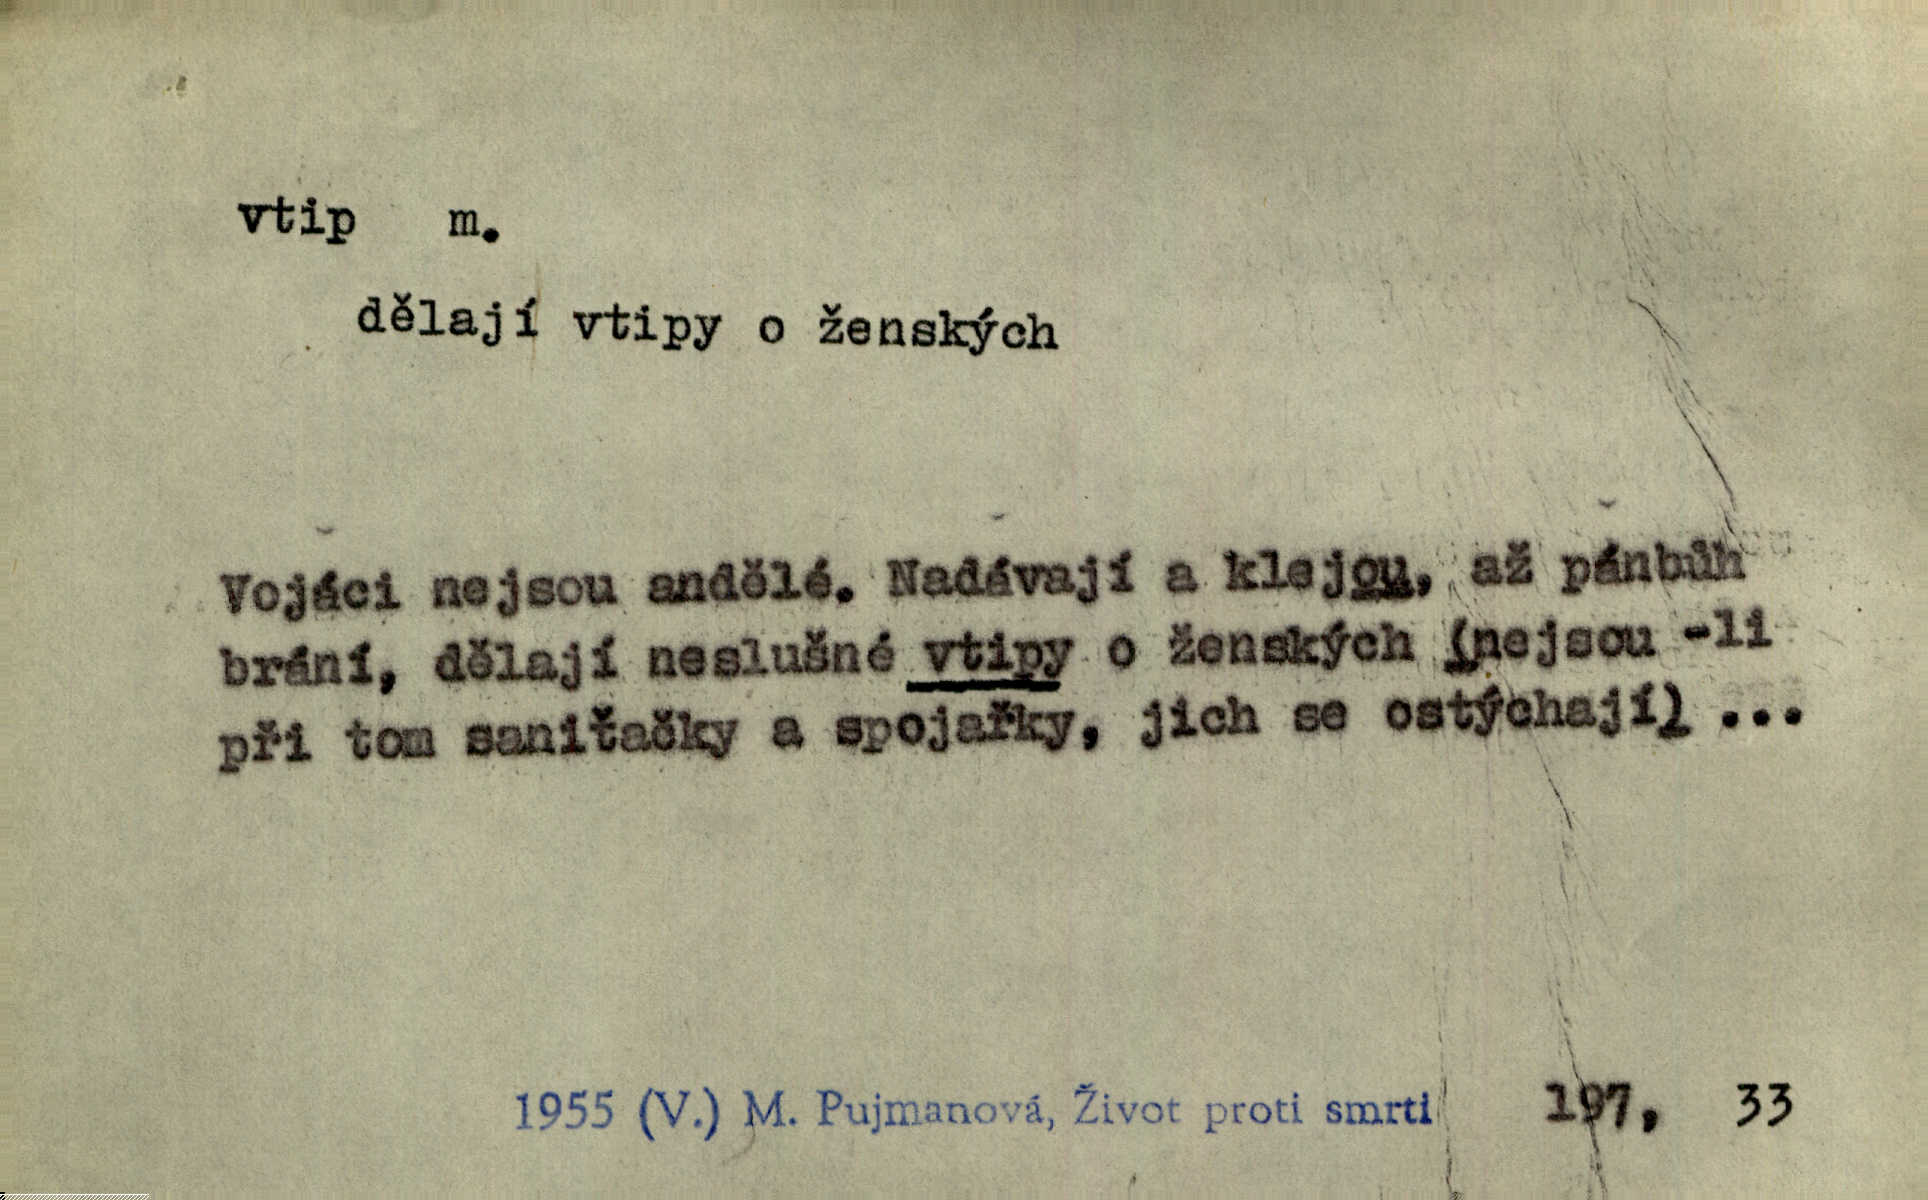 vtip m.
dělají vtipy o ženských
Vojáci nejsou andělé. Nadávají a klejou, až pánbůh
brání, dělají neslušné vtipy o ženských (nejsou -li
při tom sanitačky a spojařky, jich se ostýchají) ...
1955 (V.) M. Pujmanová, Život proti smrti 197, 33